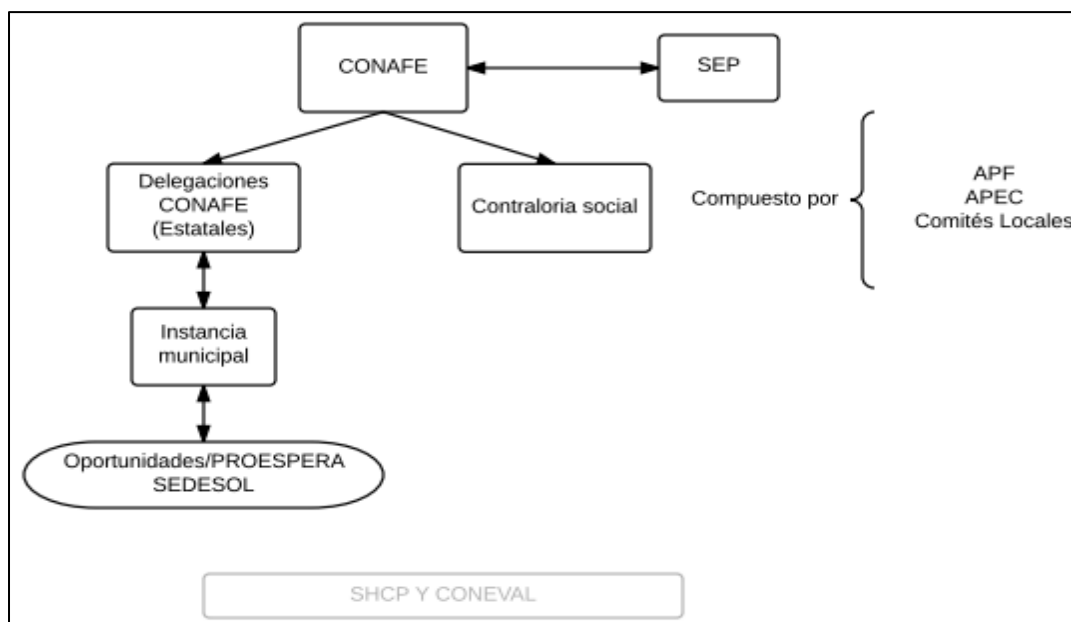 CONAFE
SEP
Delegaciones
CONAFE
(Estatales)
Contraloria social
Compuesto por
APF
APEC
Comités Locales
Instancia
municipal
Oportunidades/PROESPERA
SEDESOL
SHCP Y CONEVAL